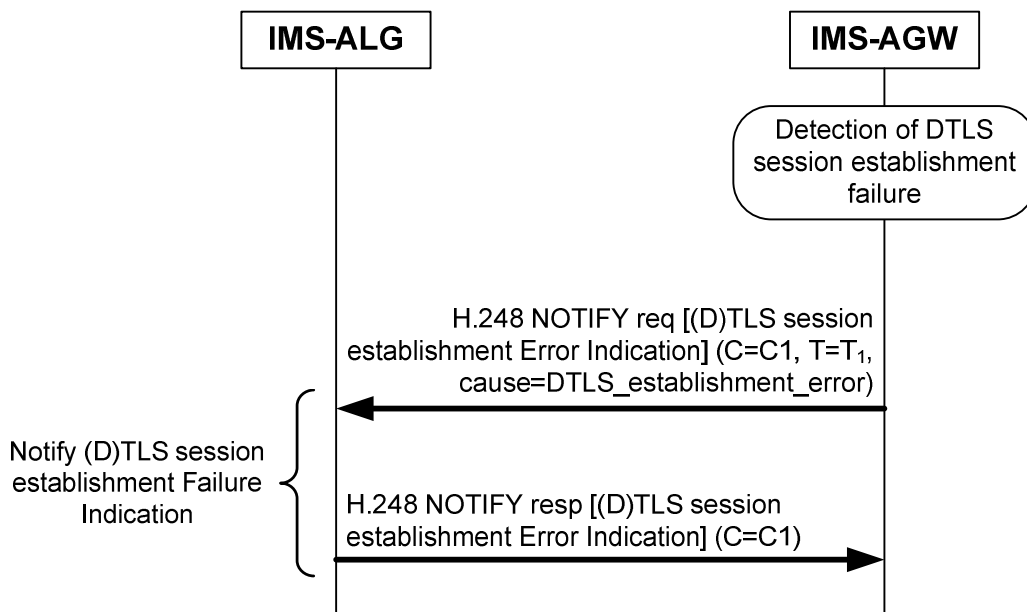 IMS-ALG
IMS-AGW
Detection of DTLS
session establishment
failure
H.248 NOTIFY req [(D)TLS session
establishment Error Indication] (C=C1, T=T₁,
cause=DTLS_establishment_error)
Notify (D)TLS session
establishment Failure
Indication
H.248 NOTIFY resp [(D)TLS session
establishment Error Indication] (C=C1)